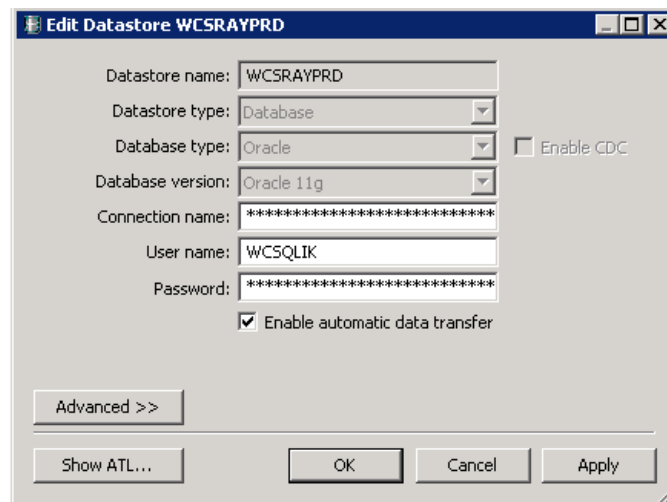 Edit Datastore WCSRAYPRD
Datastore name: WCSRAYPRD
Datastore type: Database
Database type: Oracle Enable CDC
Database version: Oracle 11g
Connection name: ****************************
User name: WCSQLIK
Password: ****************************
Enable automatic data transfer
Advanced >>
Show ATL... OK Cancel Apply